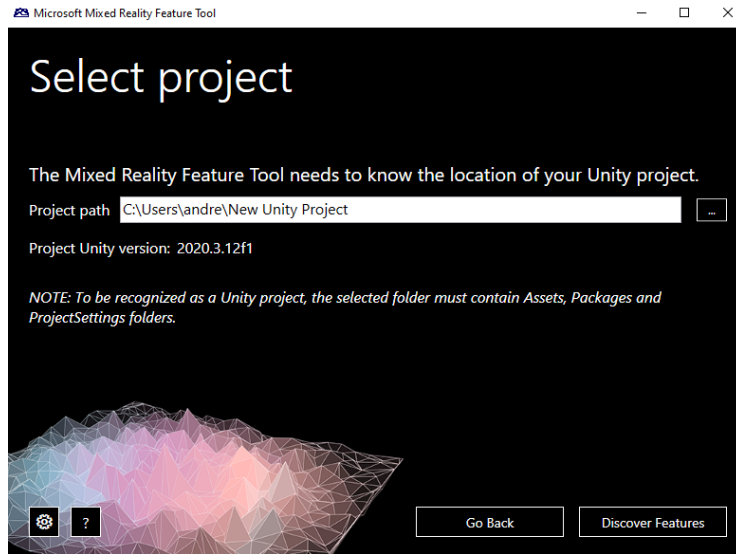 Microsoft Mixed Reality Feature Tool
Select project
The Mixed Reality Feature Tool needs to know the location of your Unity project.
Project path C:\Users\andre\New Unity Project ...
Project Unity version: 2020.3.12f1
NOTE: To be recognized as a Unity project, the selected folder must contain Assets, Packages and
ProjectSettings folders.
? Go Back Discover Features